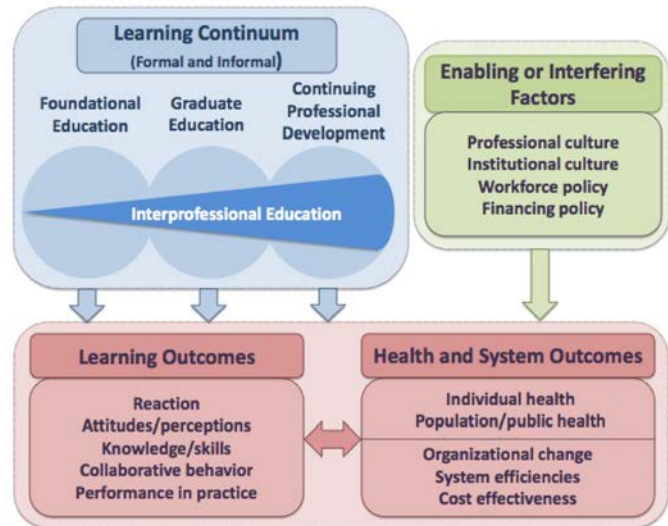 Learning Continuum
(Formal and Informal)
Foundational
Education
Graduate
Education
Continuing
Professional
Development
Interprofessional Education
Enabling or Interfering
Factors
Professional culture
Institutional culture
Workforce policy
Financing policy
Learning Outcomes
Reaction
Attitudes/perceptions
Knowledge/skills
Collaborative behavior
Performance in practice
Health and System Outcomes
Individual health
Population/public health
Organizational change
System efficiencies
Cost effectiveness